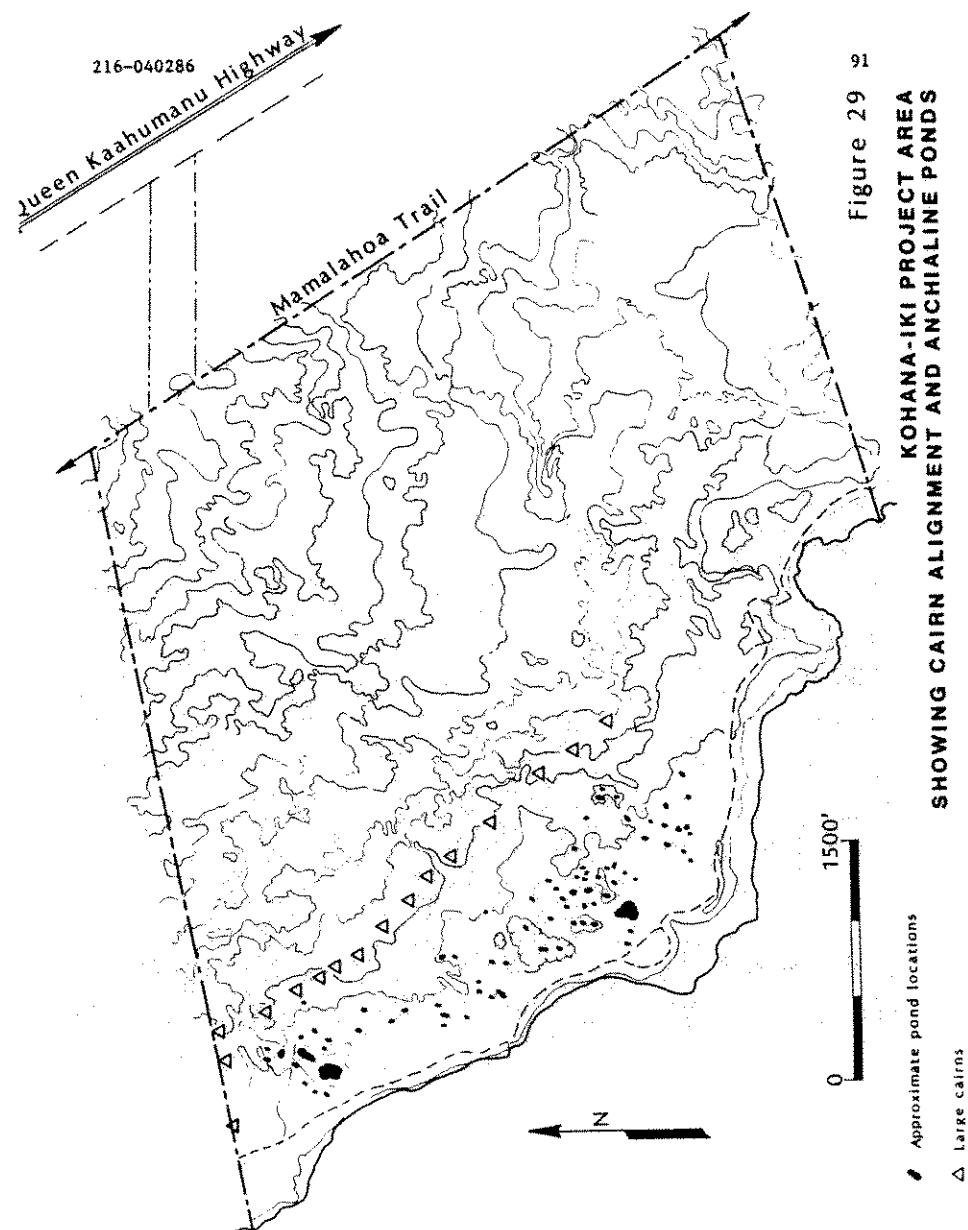 216-040286
Queen Kaahumanu Highway
Mamalahoa Trail
91
Figure 29
KOHANA-IKI PROJECT AREA
SHOWING CAIRN ALIGNMENT AND ANCHIALINE PONDS
N
0
1500'
Approximate pond locations
Large cairns